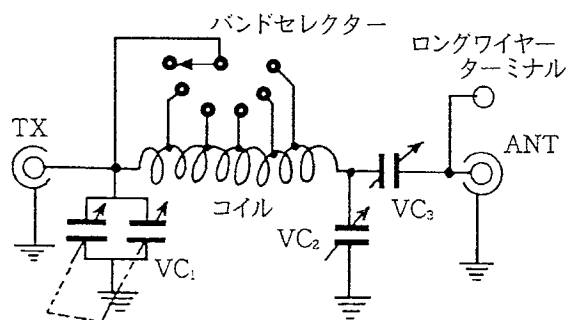 バンドセレクター
ロングワイヤー
ターミナル
TX
ANT
コイル
VC₁
VC₂
VC₃